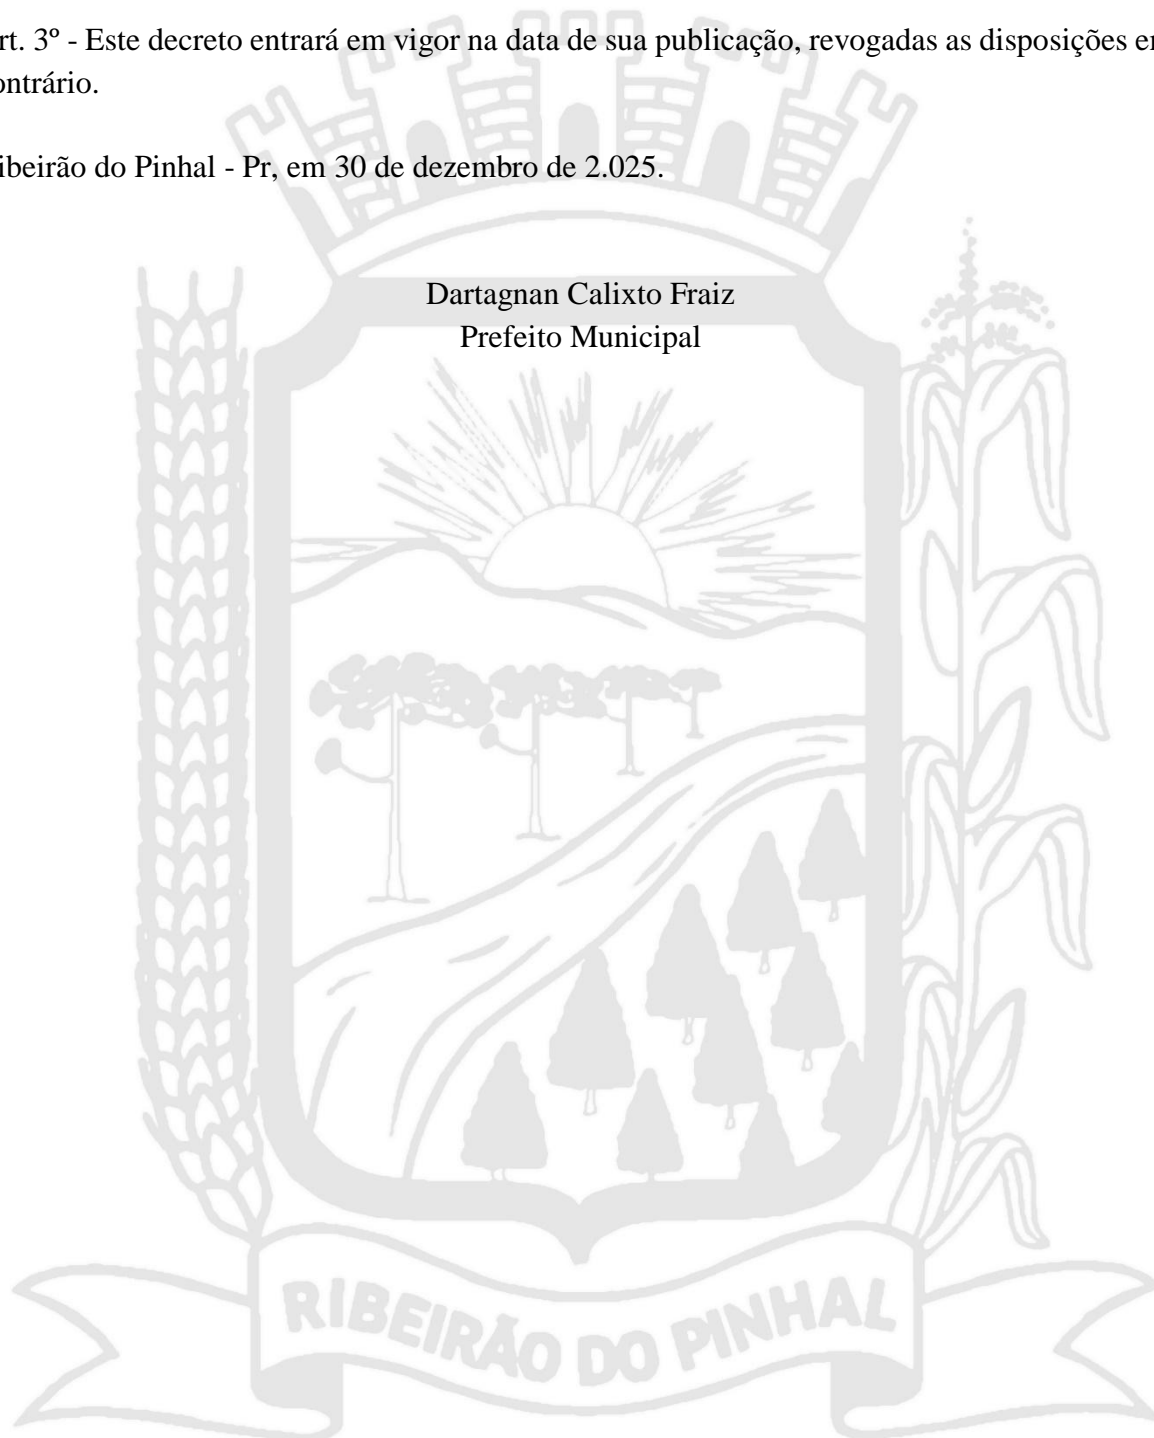 rt. 3º - Este decreto entrará em vigor na data de sua publicação, revogadas as disposições e
ontrário.
ibeirão do Pinhal - Pr, em 30 de dezembro de 2.025.
Dartagnan Calixto Fraiz
Prefeito Municipal
RIBEIRÃO DO PINHAL